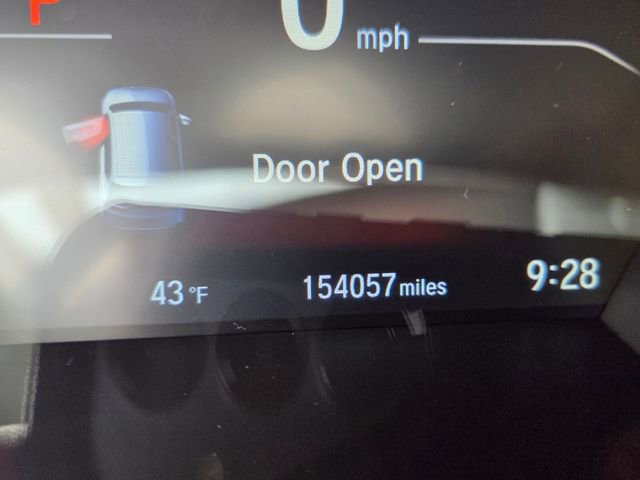 P
0 mph
Door Open
43 °F 154057 miles 9:28